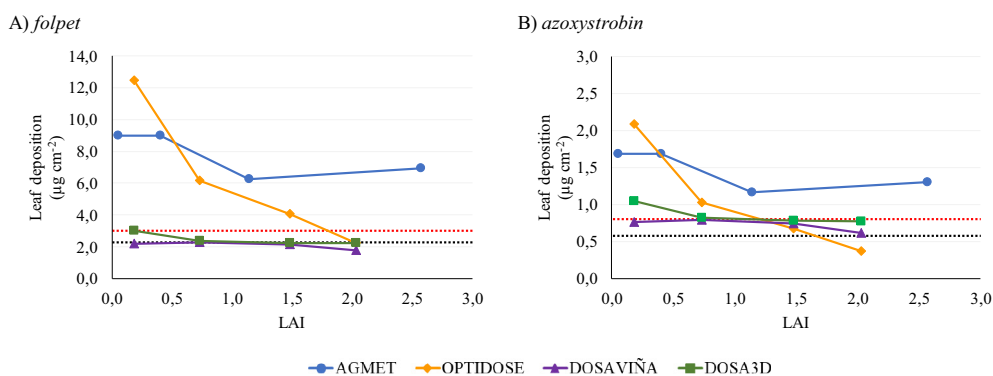 A) folpet
14,0
12,0
10,0
8,0
6,0
4,0
2,0
0,0
Leaf deposition
(µg cm-2)
0,0 0,5 1,0 1,5 2,0 2,5 3,0
LAI
B) azoxystrobin
3,0
2,5
2,0
1,5
1,0
0,5
0,0
Leaf deposition
(µg cm-2)
0,0 0,5 1,0 1,5 2,0 2,5 3,0
LAI
AGMET OPTIDOSE DOSAVIÑA DOSA3D